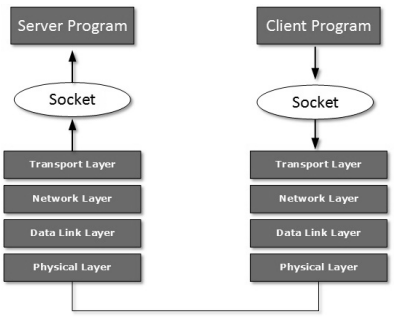 Server Program
Client Program
Socket
Socket
Transport Layer
Transport Layer
Network Layer
Network Layer
Data Link Layer
Data Link Layer
Physical Layer
Physical Layer